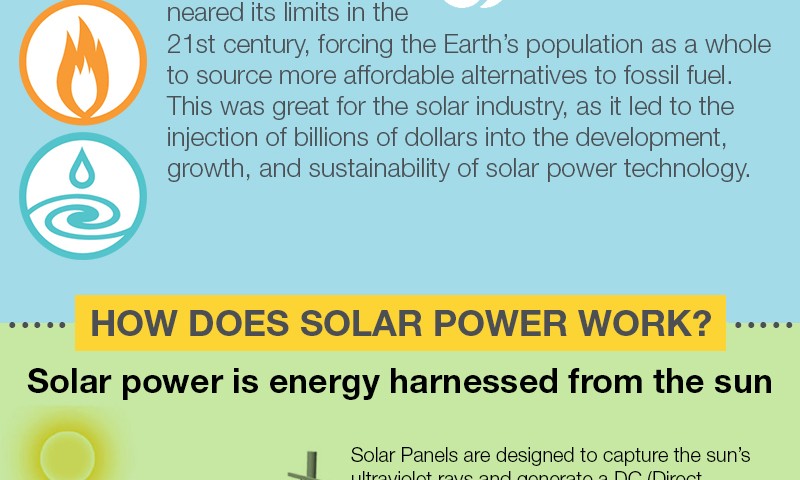 neared its limits in the
21st century, forcing the Earth's population as a whole
to source more affordable alternatives to fossil fuel.
This was great for the solar industry, as it led to the
injection of billions of dollars into the development,
growth, and sustainability of solar power technology.
HOW DOES SOLAR POWER WORK?
Solar power is energy harnessed from the sun
Solar Panels are designed to capture the sun's
ultraviolet rays and generate a DC (Direct